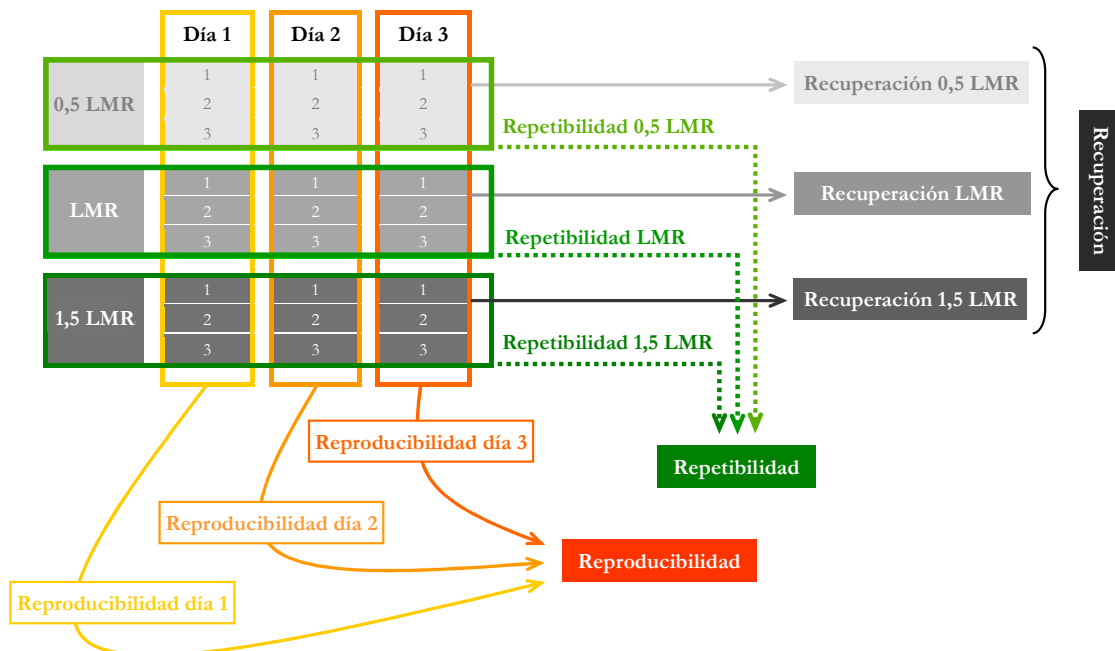 Día 1 Día 2 Día 3
0,5 LMR
1 1 1
2 2 2
3 3 3
Recuperación 0,5 LMR
Repetibilidad 0,5 LMR
LMR
1 1 1
2 2 2
3 3 3
Recuperación LMR
Repetibilidad LMR
1,5 LMR
1 1 1
2 2 2
3 3 3
Recuperación 1,5 LMR
Repetibilidad 1,5 LMR
Recuperación
Reproducibilidad día 3
Repetibilidad
Reproducibilidad día 2
Reproducibilidad
Reproducibilidad día 1